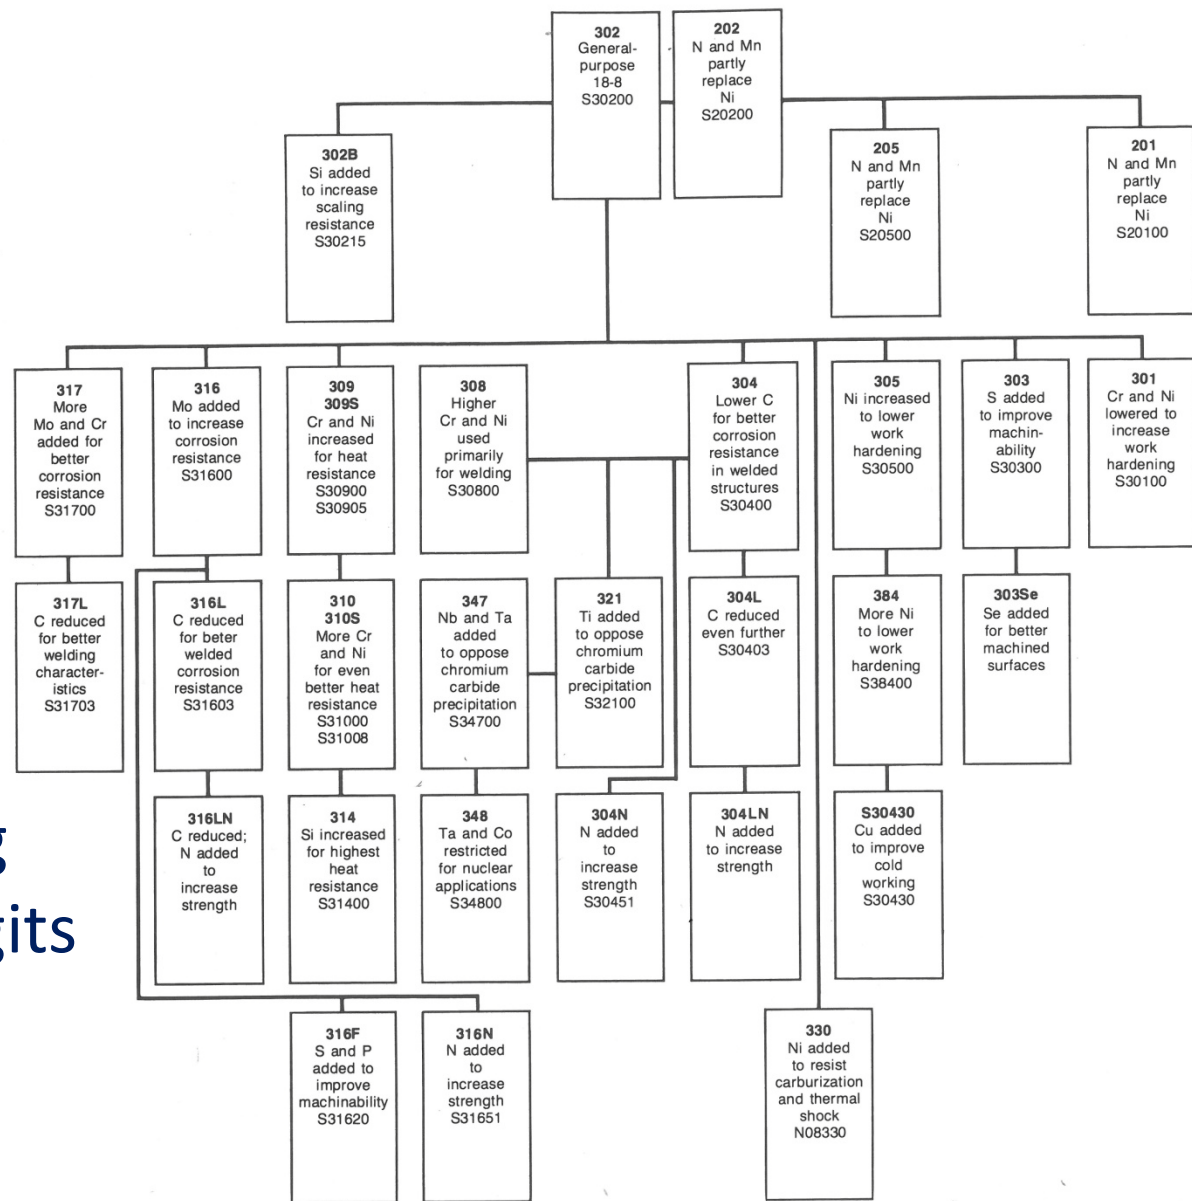 302
General-
purpose
18-8
S30200
202
N and Mn
partly
replace
Ni
S20200
302B
Si added
to increase
scaling
resistance
S30215
205
N and Mn
partly
replace
Ni
S20500
201
N and Mn
partly
replace
Ni
S20100
317
More
Mo and Cr
added for
better
corrosion
resistance
S31700
316
Mo added
to increase
corrosion
resistance
S31600
309
309S
Cr and Ni
increased
for heat
resistance
S30900
S30905
308
Higher
Cr and Ni
used
primarily
for welding
S30800
304
Lower C
for better
corrosion
resistance
in welded
structures
S30400
305
Ni increased
to lower
work
hardening
S30500
303
S added
to improve
machin-
ability
S30300
301
Cr and Ni
lowered to
increase
work
hardening
S30100
317L
C reduced
for better
welding
character-
istics
S31703
316L
C reduced
for beter
welded
corrosion
resistance
S31603
310
310S
More Cr
and Ni
for even
better heat
resistance
S31000
S31008
347
Nb and Ta
added
to oppose
chromium
carbide
precipitation
S34700
321
Ti added
to oppose
chromium
carbide
precipitation
S32100
304L
C reduced
even further
S30403
384
More Ni
to lower
work
hardening
S38400
303Se
Se added
for better
machined
surfaces
316LN
C reduced;
N added
to
increase
strength
314
Si increased
for highest
heat
resistance
S31400
348
Ta and Co
restricted
for nuclear
applications
S34800
304N
N added
to
increase
strength
S30451
304LN
N added
to increase
strength
S30430
Cu added
to improve
cold
working
S30430
g
gits
316F
S and P
added to
improve
machinability
S31620
316N
N added
to
increase
strength
S31651
330
Ni added
to resist
carburization
and thermal
shock
N08330